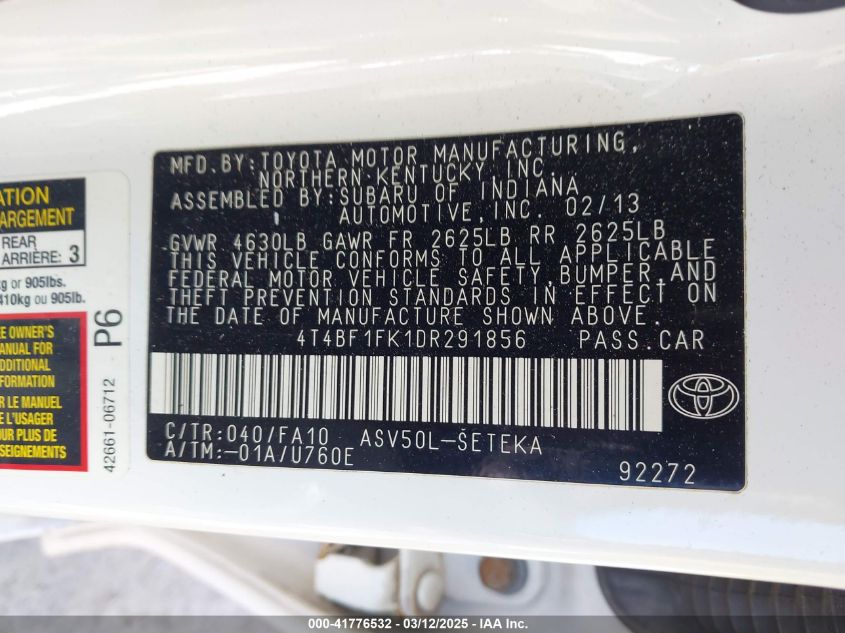 MFD.BY:TOYOTA MOTOR MANUFACTURING,
NORTHERN KENTUCKY,INC.
ASSEMBLED BY:SUBARU OF INDIANA
AUTOMOTIVE,INC. 02/13
GVWR 4630LB GAWR FR 2625LB RR 2625LB
THIS VEHICLE CONFORMS TO ALL APPLICABLE
FEDERAL MOTOR VEHICLE SAFETY,BUMPER,AND
THEFT PREVENTION STANDARDS IN EFFECT ON
THE DATE OF MANUFACTURE SHOWN ABOVE.
4T4BF1FK1DR291856 PASS.CAR
C/TR:040/FA10 ASV50L-SETEKA
A/TM:-01A/U760E
92272
ATION
ARGEMENT
REAR
ARRIÈRE: 3
g or 905lbs.
410kg ou 905lb.
EE OWNER'S
ANUAL FOR
ADDITIONAL
FORMATION
R LE MANUEL
E L'USAGER
OUR PLUS DE
SEIGNEMENTS
P6
42661-06712
000-41776532 - 03/12/2025 - IAA Inc.